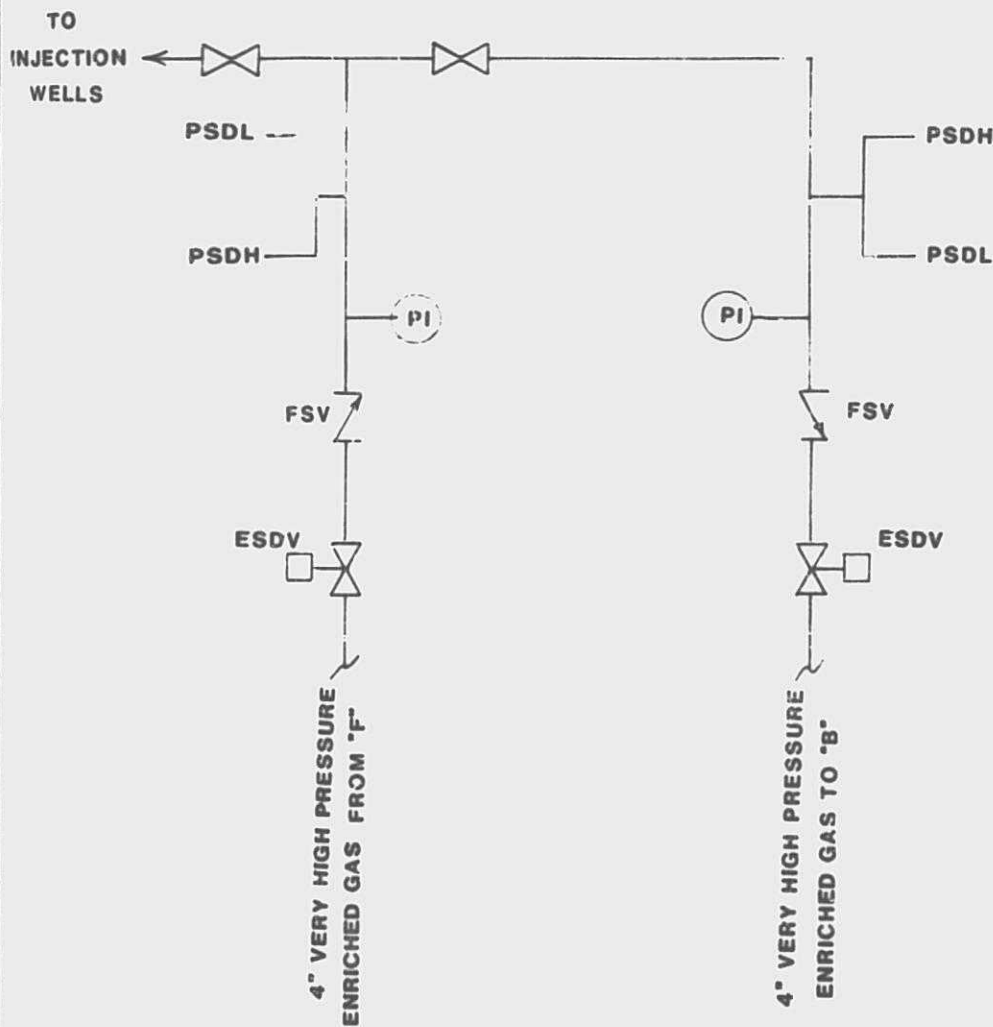 TO
INJECTION
WELLS
PSDL
PSDH
PSDH
PSDL
PI
PI
FSV
FSV
ESDV
ESDV
4" VERY HIGH PRESSURE
ENRICHED GAS FROM "F"
4" VERY HIGH PRESSURE
ENRICHED GAS TO "B"